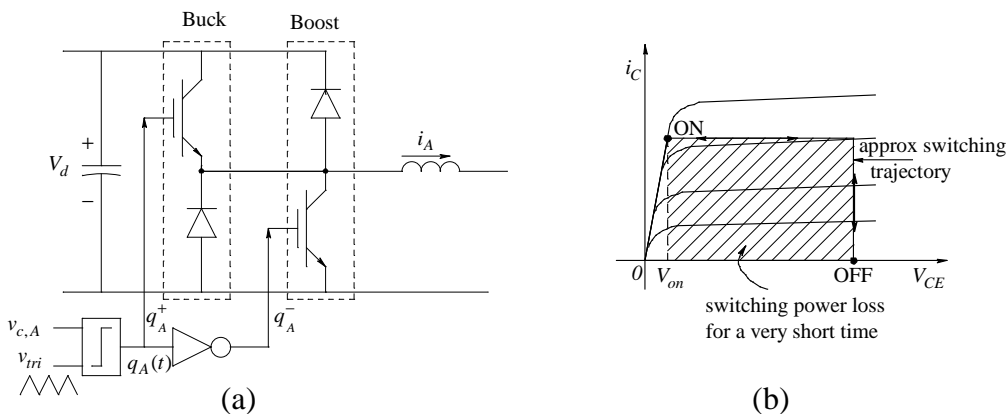 Buck
Boost
+
V_d
−
i_A
q_A^+
q_A^−
v_{c,A}
v_{tri}
q_A(t)
(a)
i_C
ON
approx switching
trajectory
0
V_{on}
OFF
V_{CE}
switching power loss
for a very short time
(b)